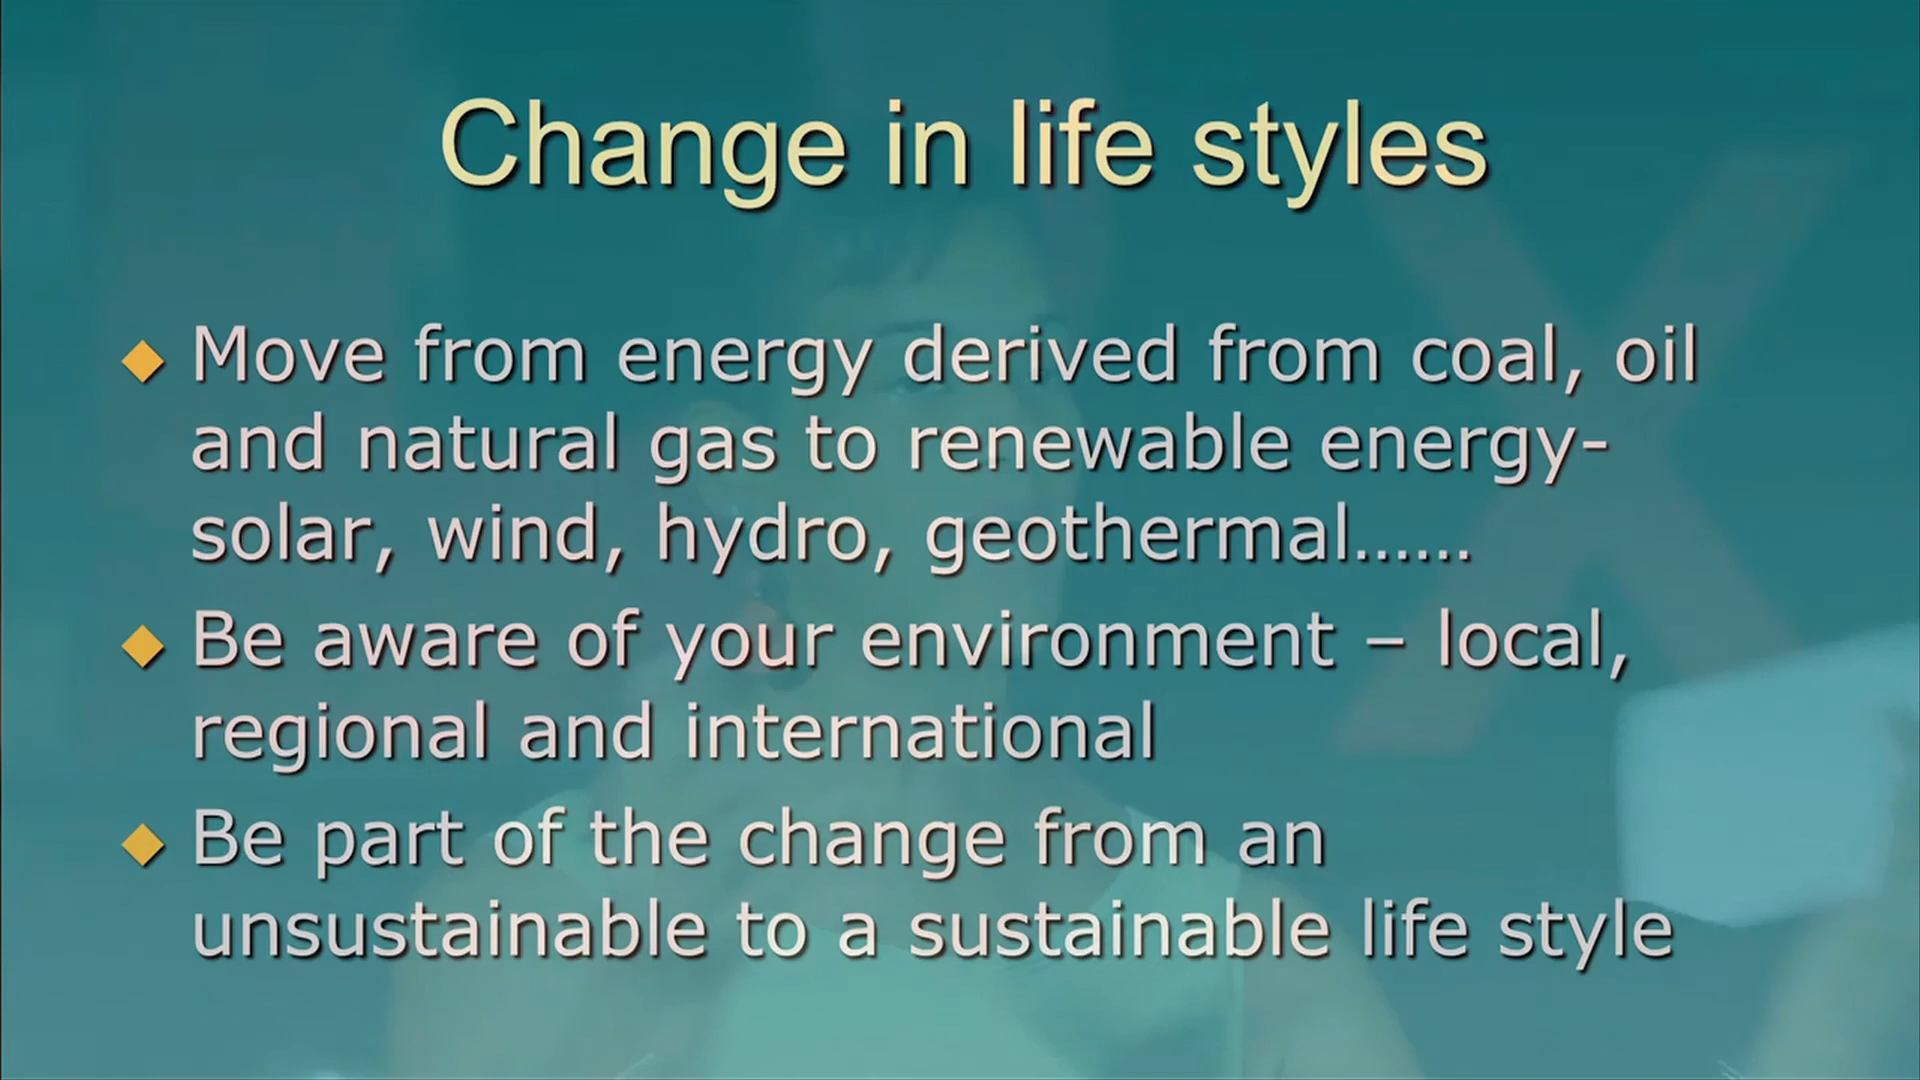 Change in life styles
Move from energy derived from coal, oil
and natural gas to renewable energy-
solar, wind, hydro, geothermal......
Be aware of your environment – local,
regional and international
Be part of the change from an
unsustainable to a sustainable life style